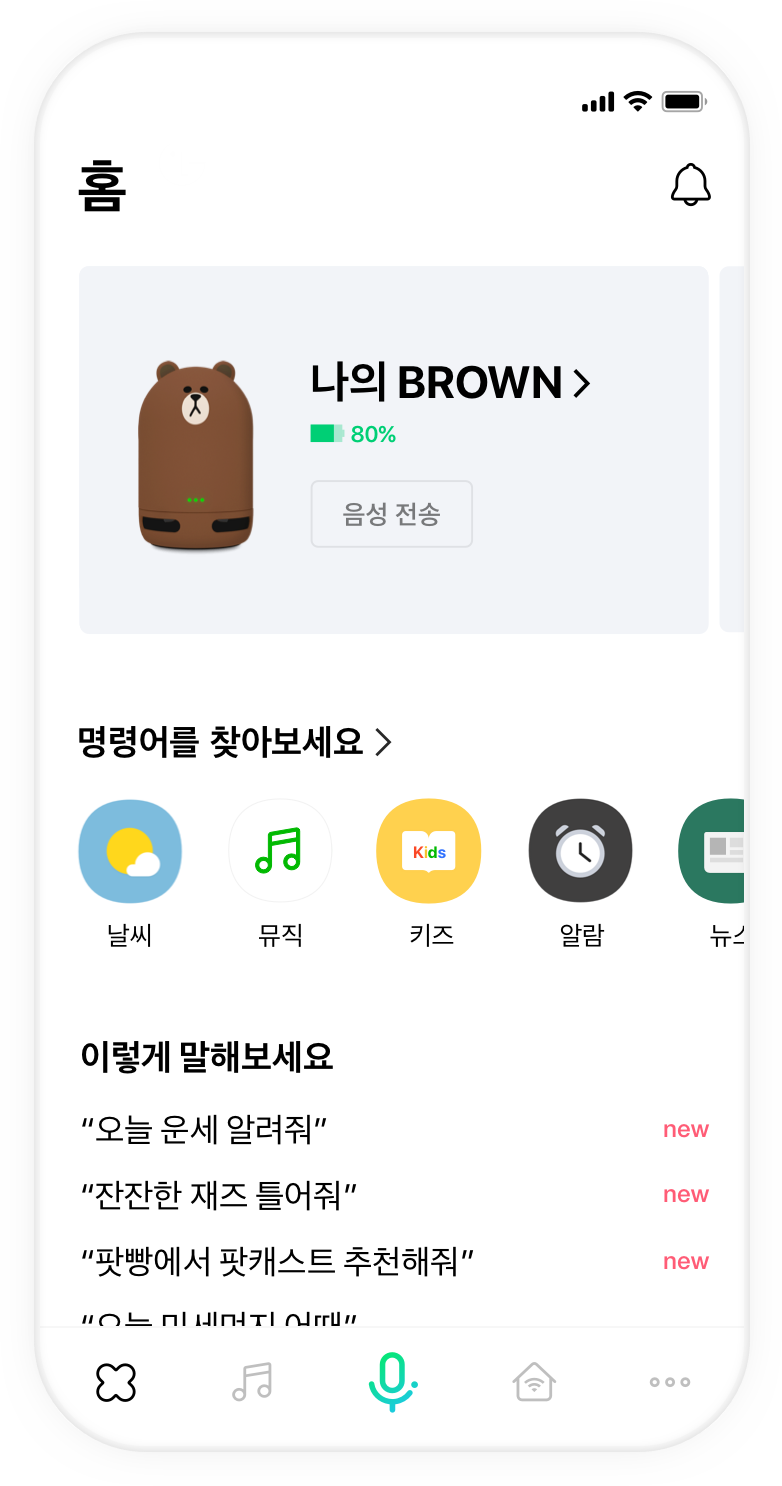 홈
나의 BROWN
80%
음성 전송
명령어를 찾아보세요
Kids
날씨 뮤직 키즈 알람
이렇게 말해보세요
“오늘 운세 알려줘” new
“잔잔한 재즈 틀어줘” new
“팟빵에서 팟캐스트 추천해줘” new